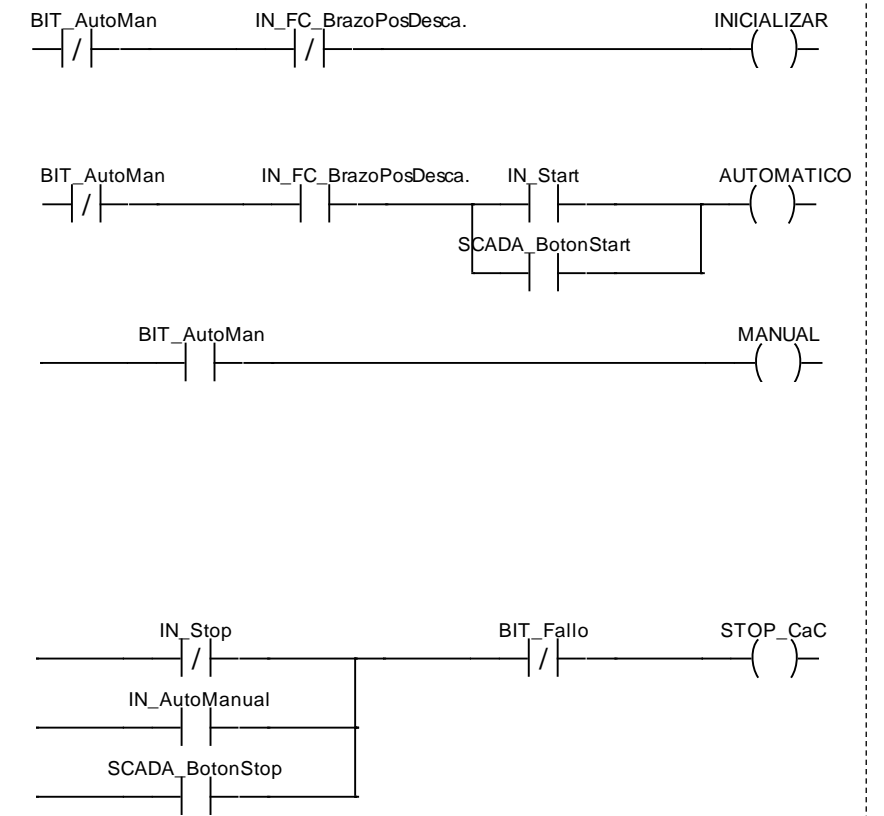 BIT_AutoMan IN_FC_BrazoPosDesca. INICIALIZAR
BIT_AutoMan IN_FC_BrazoPosDesca. IN_Start AUTOMATICO
SCADA_BotonStart
BIT_AutoMan MANUAL
IN_Stop BIT_Fallo STOP_CaC
IN_AutoManual
SCADA_BotonStop